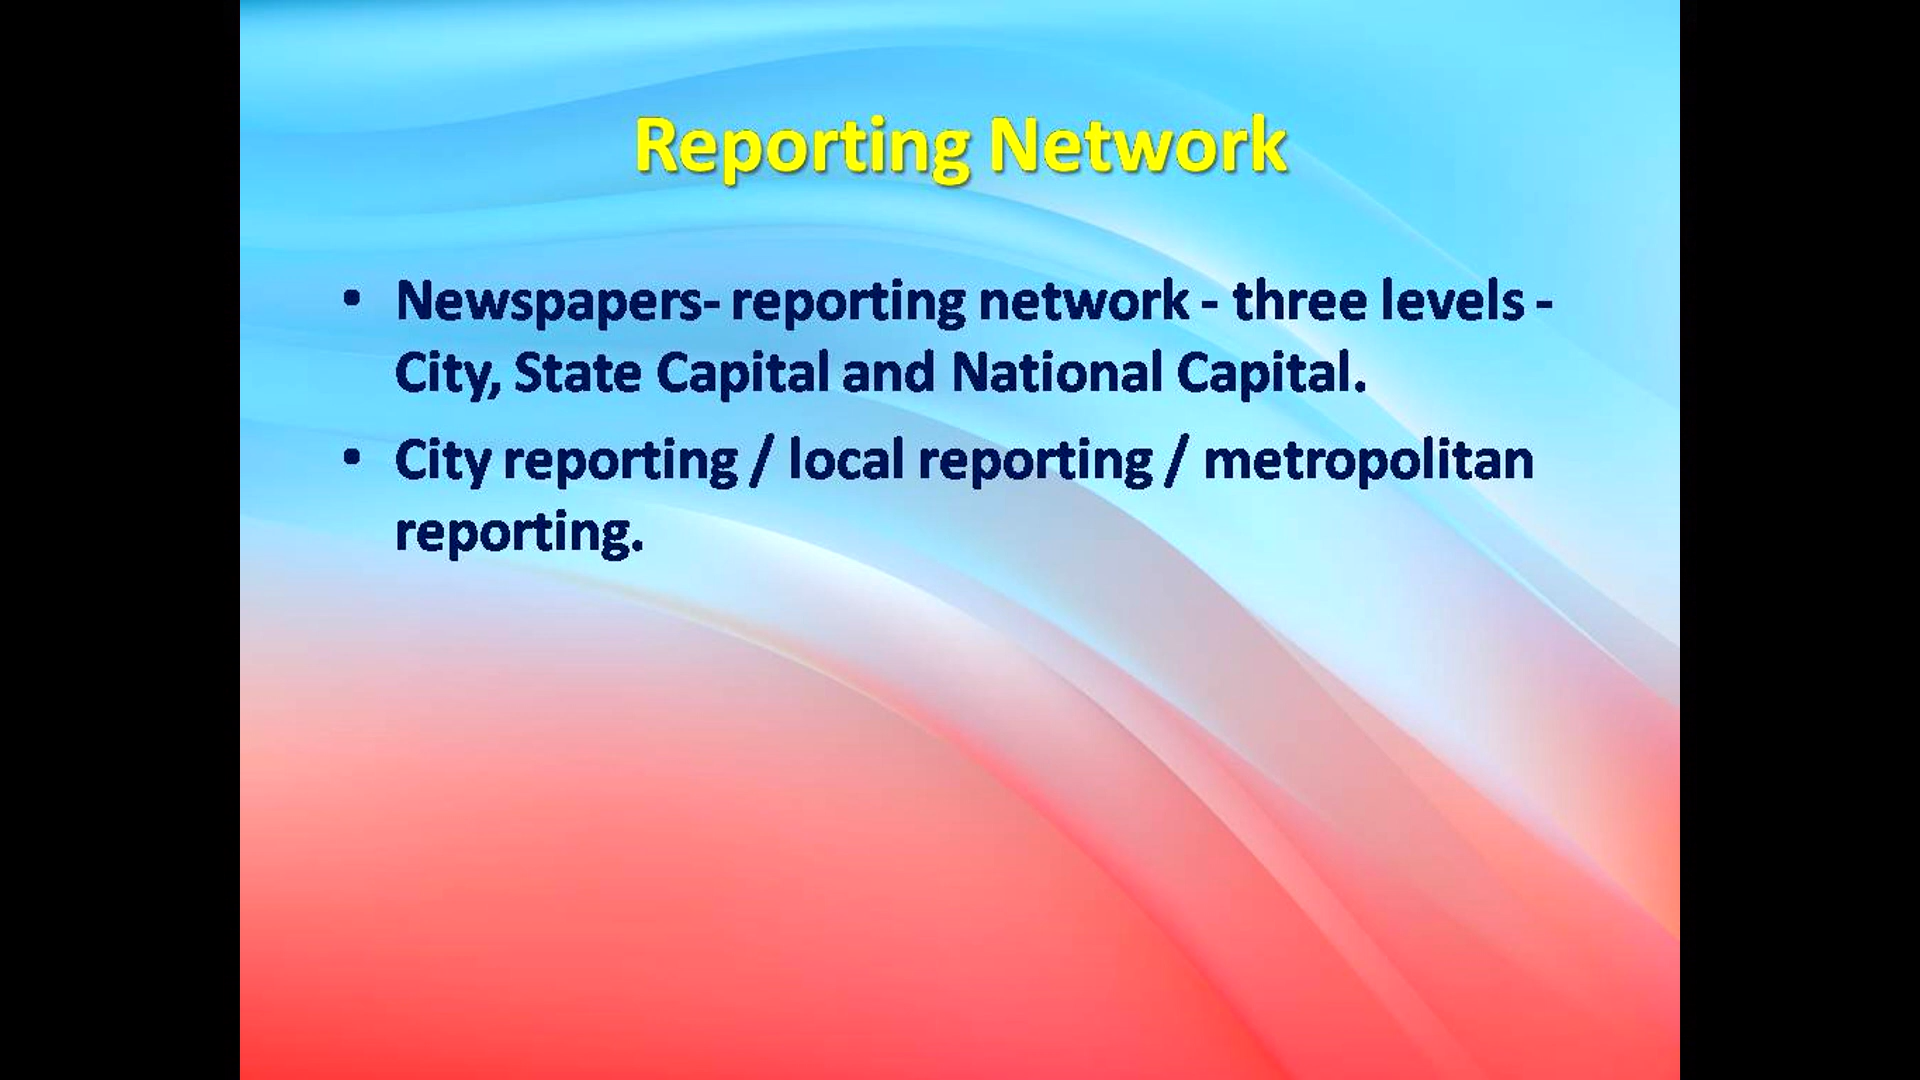 Reporting Network
• Newspapers- reporting network - three levels -
City, State Capital and National Capital.
• City reporting / local reporting / metropolitan
reporting.